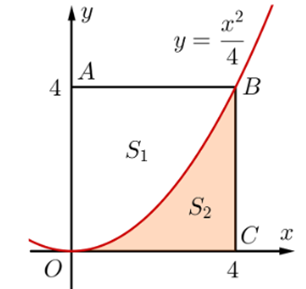 y
y = x²/4
4 A B
S₁
S₂
C x
O 4